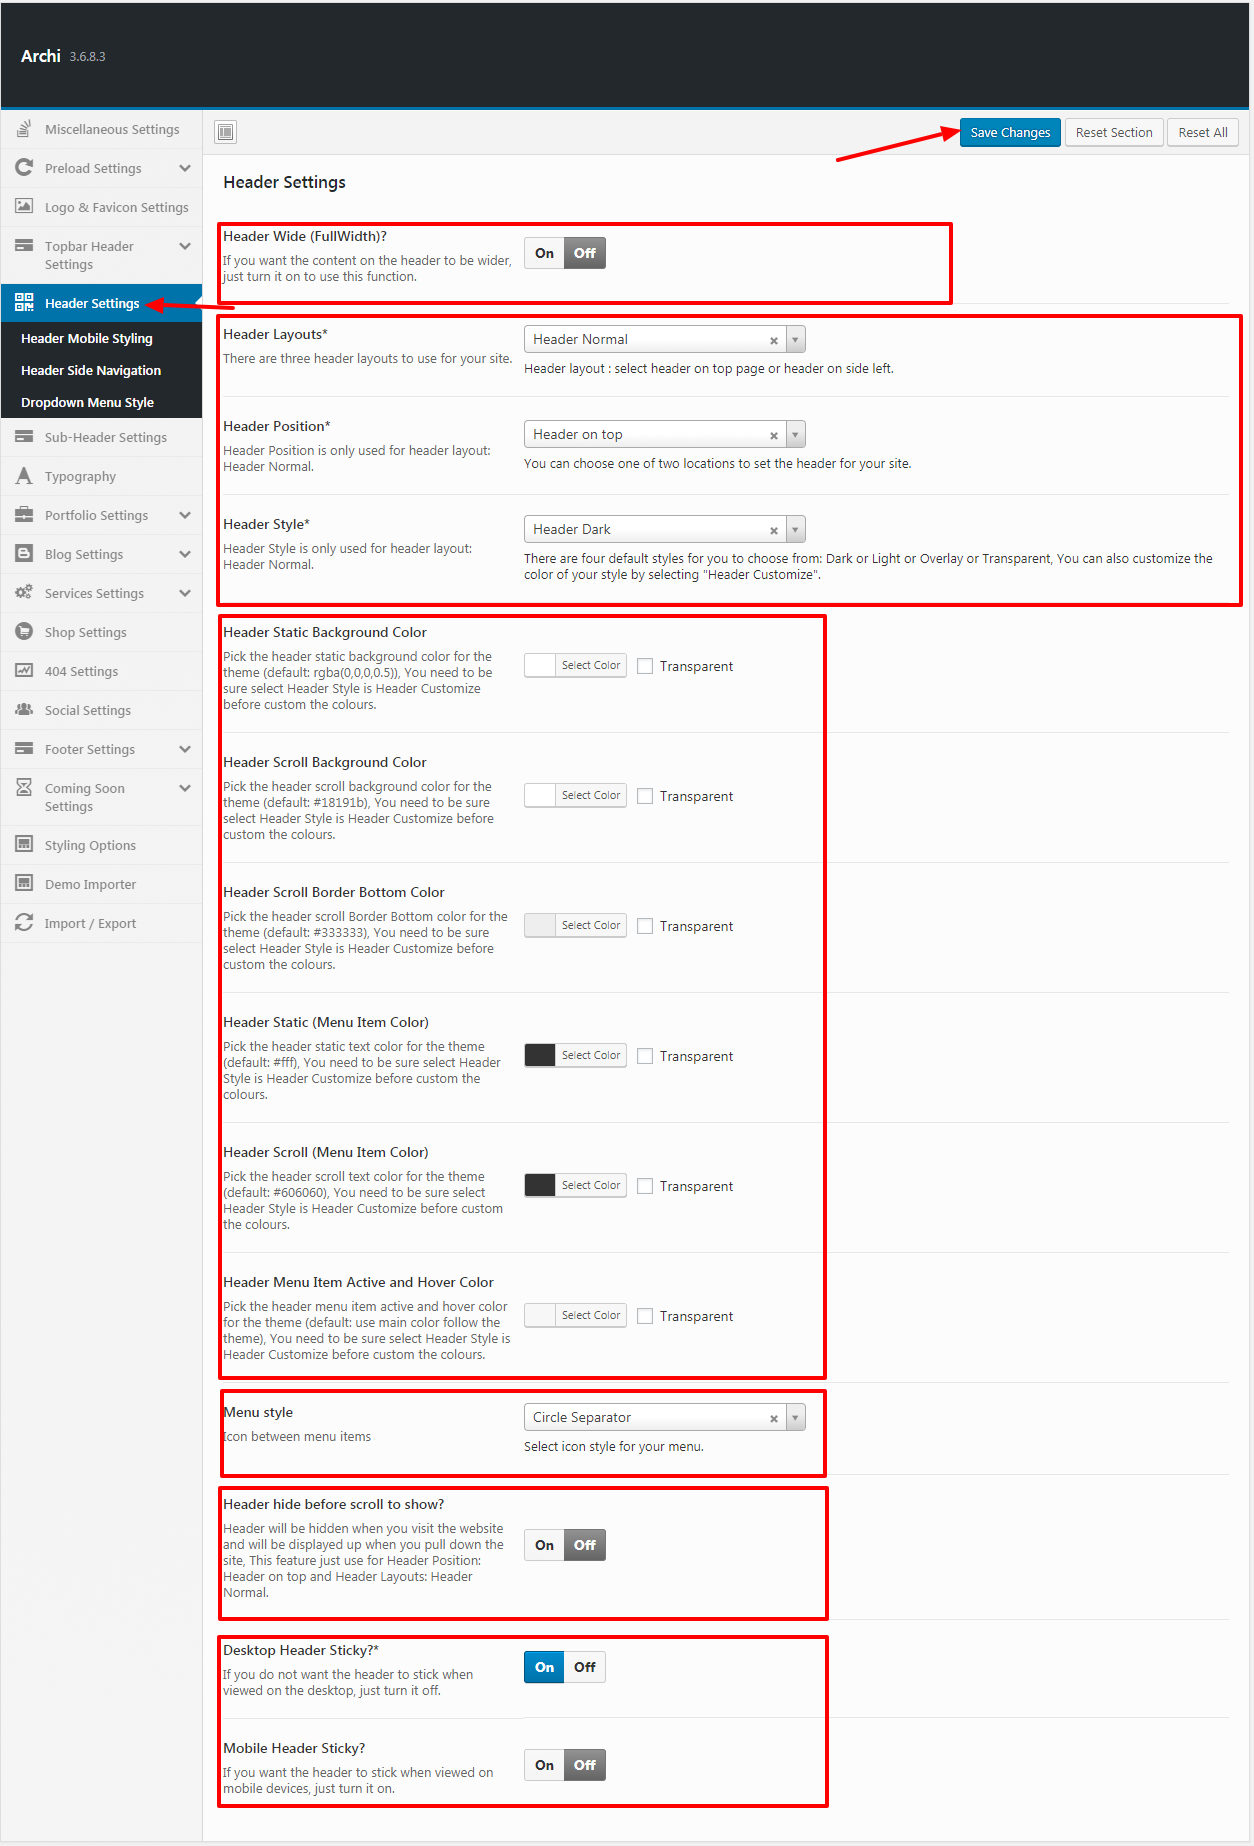 Archi 3.6.8.3
Miscellaneous Settings
Preload Settings
Logo & Favicon Settings
Topbar Header
Settings
Header Settings
Header Mobile Styling
Header Side Navigation
Dropdown Menu Style
Sub-Header Settings
Typography
Portfolio Settings
Blog Settings
Services Settings
Shop Settings
404 Settings
Social Settings
Footer Settings
Coming Soon
Settings
Styling Options
Demo Importer
Import / Export
Save Changes Reset Section Reset All
Header Settings
Header Wide (FullWidth)?
If you want the content on the header to be wider,
just turn it on to use this function.
On Off
Header Layouts*
There are three header layouts to use for your site.
Header Normal
Header layout : select header on top page or header on side left.
Header Position*
Header Position is only used for header layout:
Header Normal.
Header on top
You can choose one of two locations to set the header for your site.
Header Style*
Header Style is only used for header layout:
Header Normal.
Header Dark
There are four default styles for you to choose from: Dark or Light or Overlay or Transparent, You can also customize the
color of your style by selecting "Header Customize".
Header Static Background Color
Pick the header static background color for the
theme (default: rgba(0,0,0,0.5)), You need to be
sure select Header Style is Header Customize
before custom the colours.
Select Color Transparent
Header Scroll Background Color
Pick the header scroll background color for the
theme (default: #18191b), You need to be sure
select Header Style is Header Customize before
custom the colours.
Select Color Transparent
Header Scroll Border Bottom Color
Pick the header scroll Border Bottom color for the
theme (default: #333333), You need to be sure
select Header Style is Header Customize before
custom the colours.
Select Color Transparent
Header Static (Menu Item Color)
Pick the header static text color for the theme
(default: #fff), You need to be sure select Header
Style is Header Customize before custom the
colours.
Select Color Transparent
Header Scroll (Menu Item Color)
Pick the header scroll text color for the theme
(default: #606060), You need to be sure select
Header Style is Header Customize before custom
the colours.
Select Color Transparent
Header Menu Item Active and Hover Color
Pick the header menu item active and hover color
for the theme (default: use main color follow the
theme), You need to be sure select Header Style is
Header Customize before custom the colours.
Select Color Transparent
Menu style
Icon between menu items
Circle Separator
Select icon style for your menu.
Header hide before scroll to show?
Header will be hidden when you visit the website
and will be displayed up when you pull down the
site, This feature just use for Header Position:
Header on top and Header Layouts: Header
Normal.
On Off
Desktop Header Sticky?*
If you do not want the header to stick when
viewed on the desktop, just turn it off.
On Off
Mobile Header Sticky?
If you want the header to stick when viewed on
mobile devices, just turn it on.
On Off